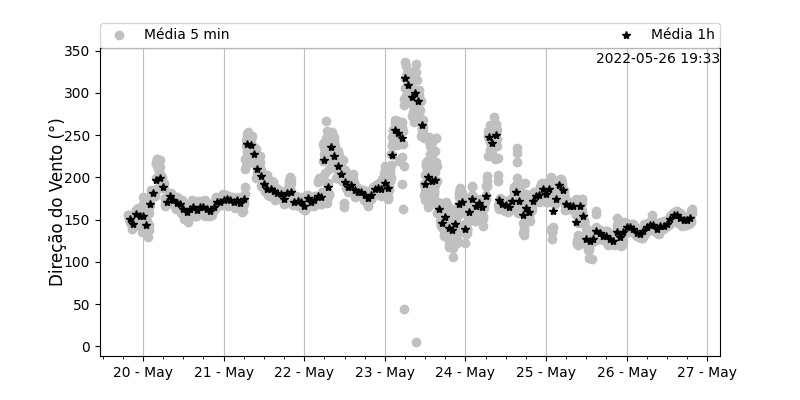 Média 5 min
Média 1h
2022-05-26 19:33
Direção do Vento (°)
350
300
250
200
150
100
50
0
20 - May
21 - May
22 - May
23 - May
24 - May
25 - May
26 - May
27 - May